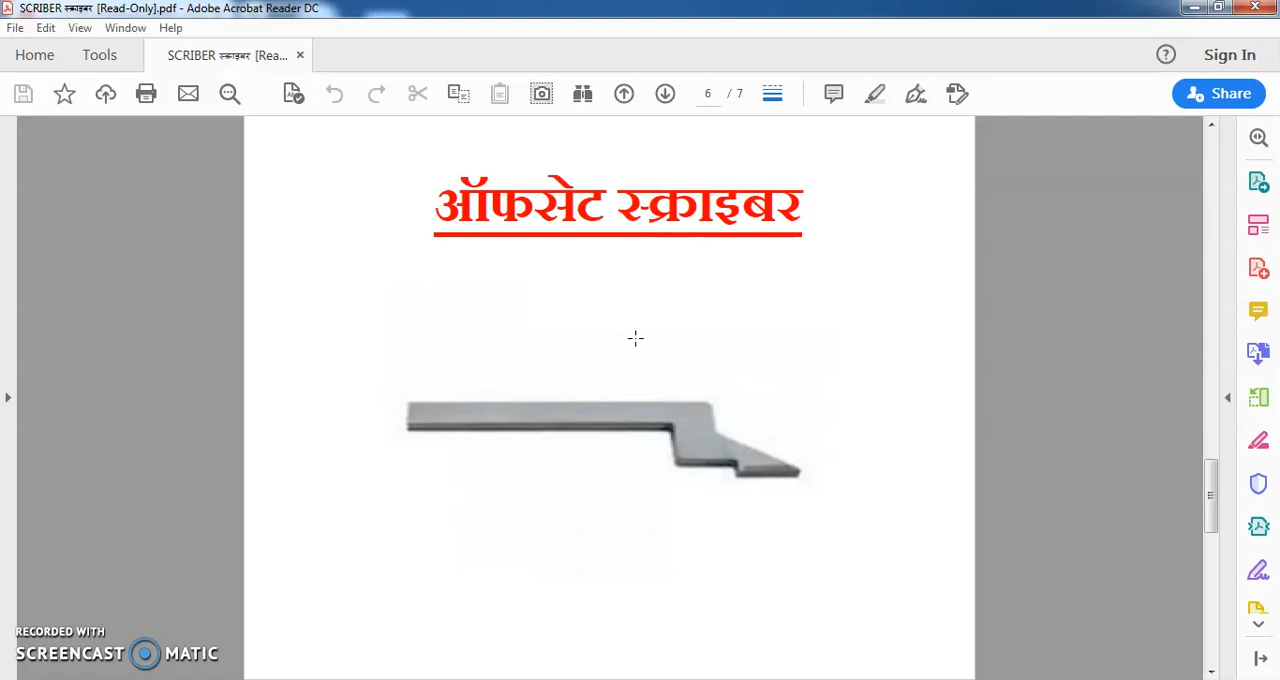 SCRIBER स्क्राइबर [Read-Only].pdf - Adobe Acrobat Reader DC
File Edit View Window Help
Home Tools SCRIBER स्क्राइबर [Rea... Sign In
6 / 7 Share
ऑफसेट स्क्राइबर
RECORDED WITH
SCREENCAST MATIC